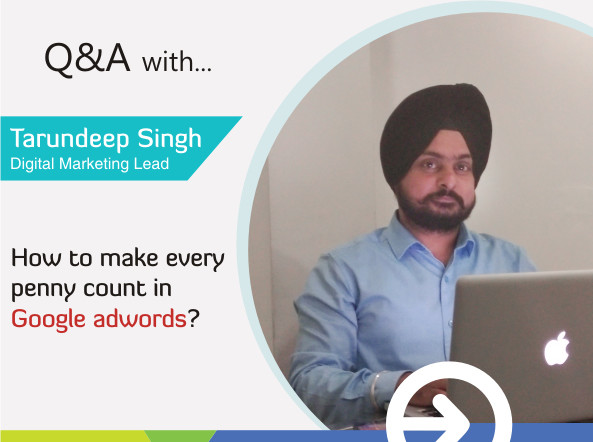 Q&A with...
Tarundeep Singh
Digital Marketing Lead
How to make every
penny count in
Google adwords?